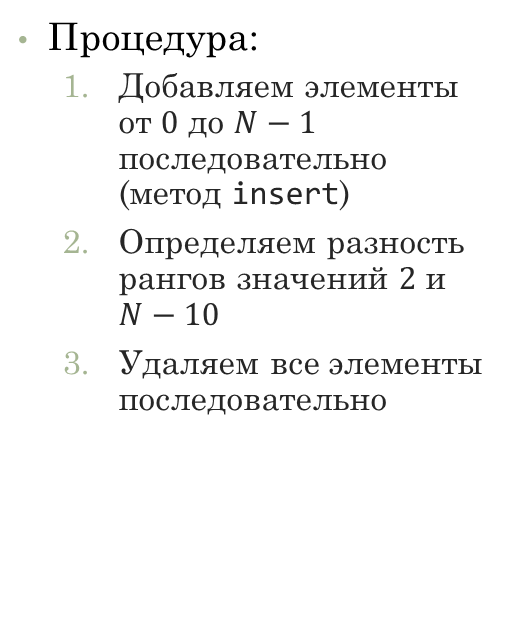 • Процедура:
1. Добавляем элементы
от 0 до N − 1
последовательно
(метод insert)
2. Определяем разность
рангов значений 2 и
N − 10
3. Удаляем все элементы
последовательно